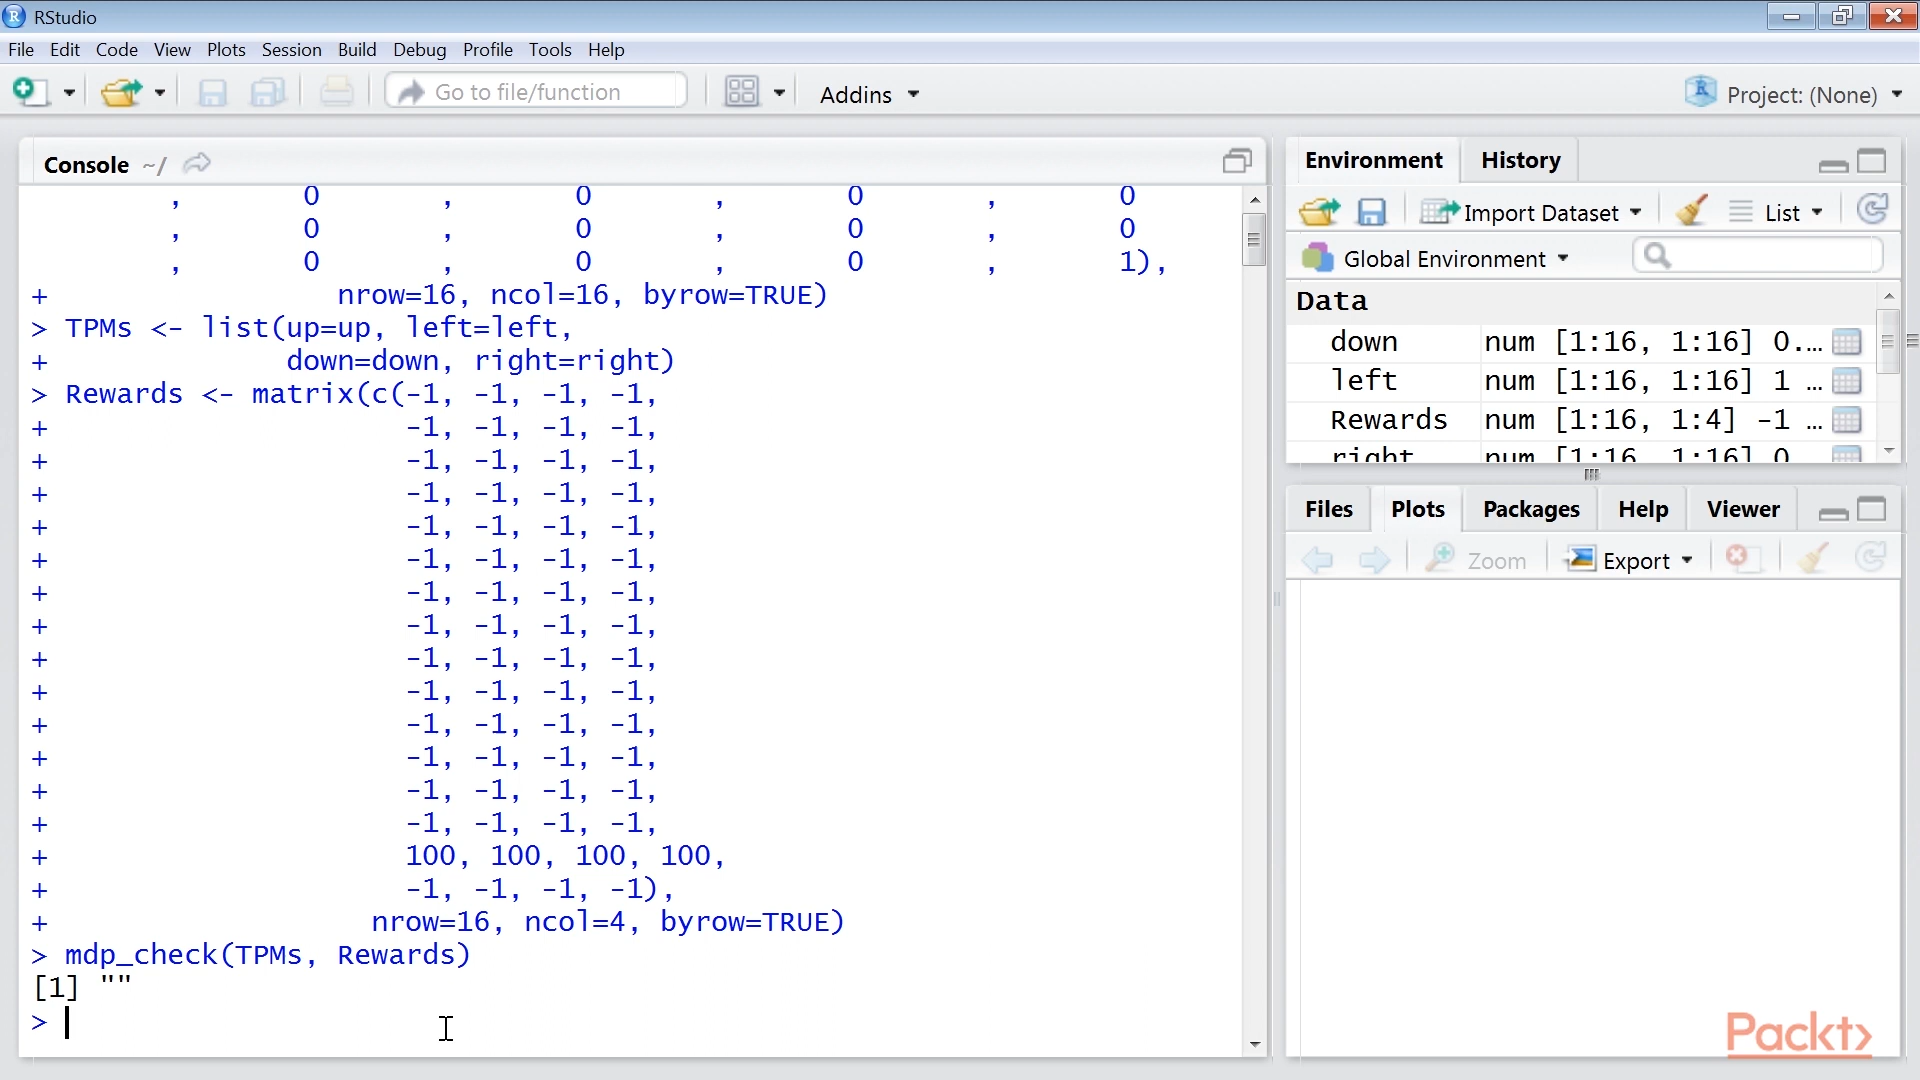 RStudio
File Edit Code View Plots Session Build Debug Profile Tools Help
Go to file/function Addins Project: (None)
Console ~/
, 0 , 0 , 0 , 0
, 0 , 0 , 0 , 0
, 0 , 0 , 0 , 1),
+ nrow=16, ncol=16, byrow=TRUE)
> TPMs <- list(up=up, left=left,
+ down=down, right=right)
> Rewards <- matrix(c(-1, -1, -1, -1,
+ -1, -1, -1, -1,
+ -1, -1, -1, -1,
+ -1, -1, -1, -1,
+ -1, -1, -1, -1,
+ -1, -1, -1, -1,
+ -1, -1, -1, -1,
+ -1, -1, -1, -1,
+ -1, -1, -1, -1,
+ -1, -1, -1, -1,
+ -1, -1, -1, -1,
+ -1, -1, -1, -1,
+ -1, -1, -1, -1,
+ -1, -1, -1, -1,
+ 100, 100, 100, 100,
+ -1, -1, -1, -1),
+ nrow=16, ncol=4, byrow=TRUE)
> mdp_check(TPMs, Rewards)
[1] ""
>
Environment History
Import Dataset List
Global Environment
Data
down num [1:16, 1:16] 0....
left num [1:16, 1:16] 1 ...
Rewards num [1:16, 1:4] -1 ...
right num [1:16, 1:16] 0
Files Plots Packages Help Viewer
Zoom Export
Packt>